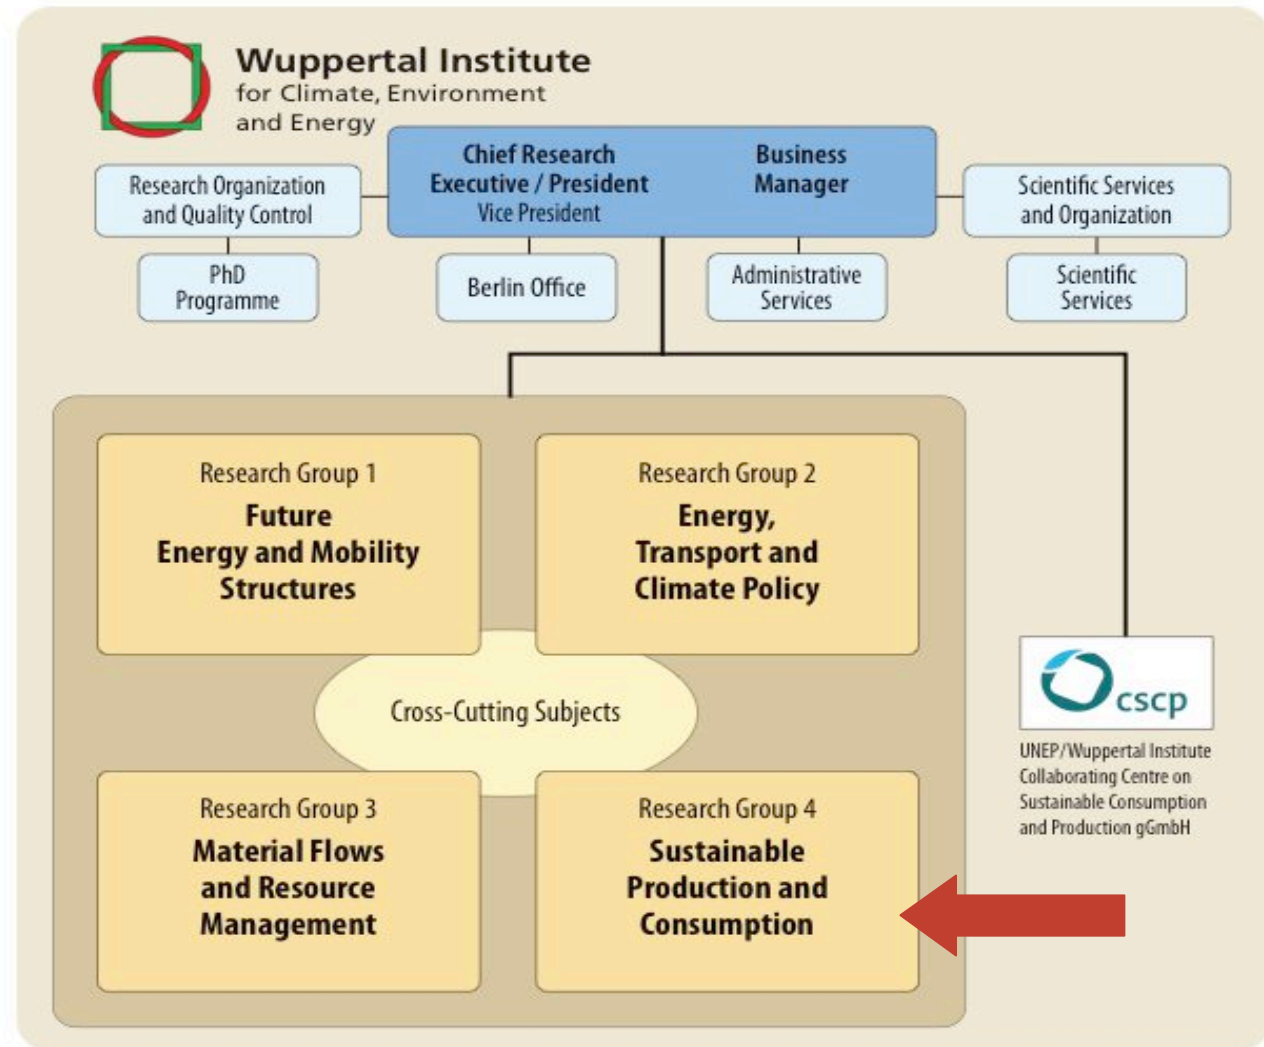 Wuppertal Institute
for Climate, Environment
and Energy
Chief Research
Executive / President
Vice President
Business
Manager
Research Organization
and Quality Control
Scientific Services
and Organization
PhD
Programme
Berlin Office
Administrative
Services
Scientific
Services
Research Group 1
Future
Energy and Mobility
Structures
Research Group 2
Energy,
Transport and
Climate Policy
Cross-Cutting Subjects
cscp
UNEP/Wuppertal Institute
Collaborating Centre on
Sustainable Consumption
and Production gGmbH
Research Group 3
Material Flows
and Resource
Management
Research Group 4
Sustainable
Production and
Consumption